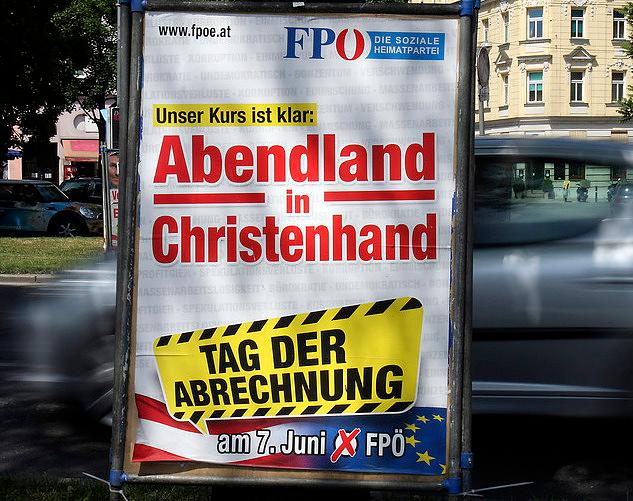 www.fpoe.at
FPÖ DIE SOZIALE
HEIMATPARTEI
Unser Kurs ist klar:
Abendland
in
Christenhand
TAG DER
ABRECHNUNG
am 7. Juni X FPÖ